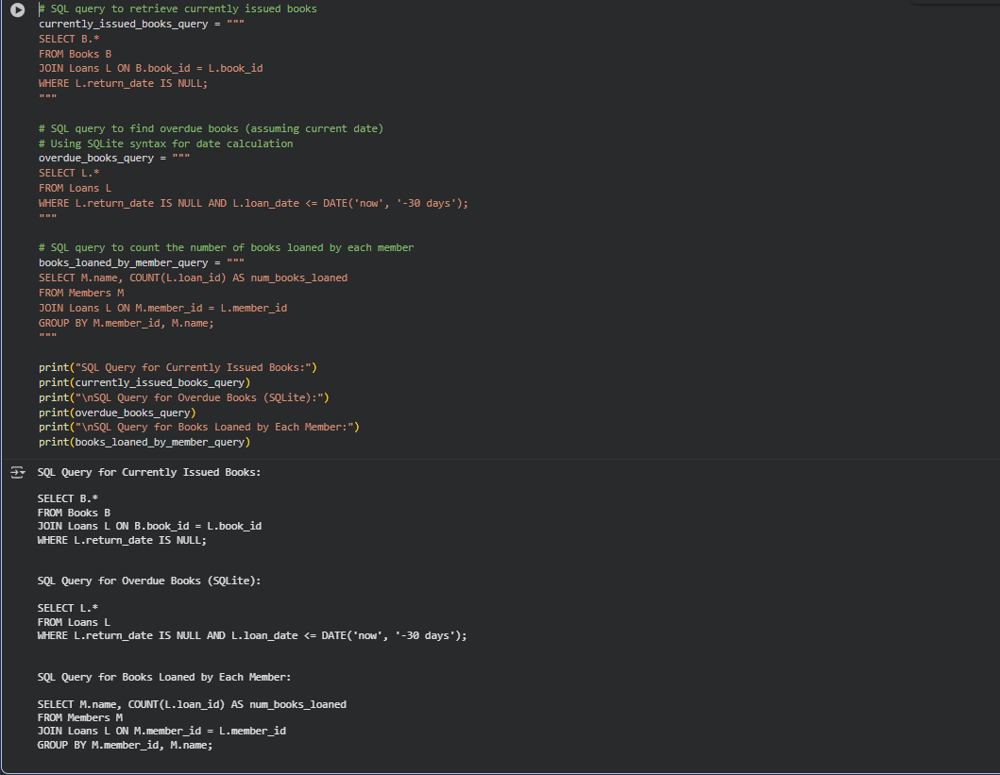 # SQL query to retrieve currently issued books
currently_issued_books_query = """
SELECT B.*
FROM Books B
JOIN Loans L ON B.book_id = L.book_id
WHERE L.return_date IS NULL;
"""
# SQL query to find overdue books (assuming current date)
# Using SQLite syntax for date calculation
overdue_books_query = """
SELECT L.*
FROM Loans L
WHERE L.return_date IS NULL AND L.loan_date <= DATE('now', '-30 days');
"""
# SQL query to count the number of books loaned by each member
books_loaned_by_member_query = """
SELECT M.name, COUNT(L.loan_id) AS num_books_loaned
FROM Members M
JOIN Loans L ON M.member_id = L.member_id
GROUP BY M.member_id, M.name;
"""
print("SQL Query for Currently Issued Books:")
print(currently_issued_books_query)
print("\nSQL Query for Overdue Books (SQLite):")
print(overdue_books_query)
print("\nSQL Query for Books Loaned by Each Member:")
print(books_loaned_by_member_query)
SQL Query for Currently Issued Books:
SELECT B.*
FROM Books B
JOIN Loans L ON B.book_id = L.book_id
WHERE L.return_date IS NULL;
SQL Query for Overdue Books (SQLite):
SELECT L.*
FROM Loans L
WHERE L.return_date IS NULL AND L.loan_date <= DATE('now', '-30 days');
SQL Query for Books Loaned by Each Member:
SELECT M.name, COUNT(L.loan_id) AS num_books_loaned
FROM Members M
JOIN Loans L ON M.member_id = L.member_id
GROUP BY M.member_id, M.name;